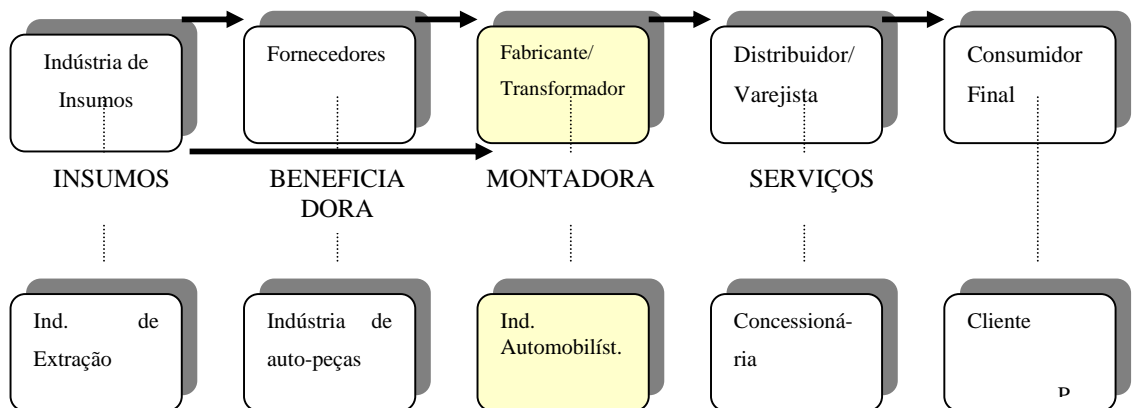 Indústria de
Insumos
Fornecedores
Fabricante/
Transformador
Distribuidor/
Varejista
Consumidor
Final
INSUMOS
BENEFICIA
DORA
MONTADORA
SERVIÇOS
Ind. de
Extração
Indústria de
auto-peças
Ind.
Automobilíst.
Concessioná-
ria
Cliente